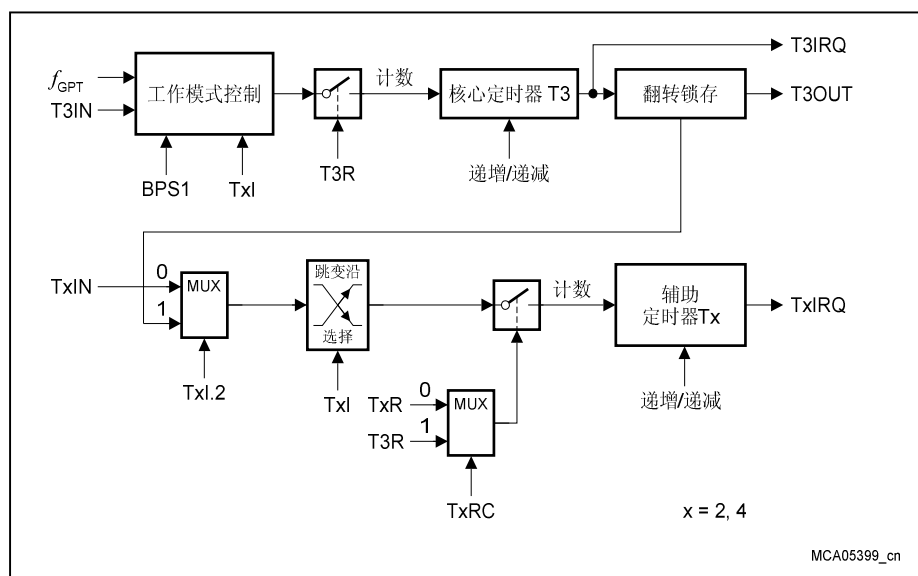 fGPT
T3IN
工作模式控制
BPS1
TxI
T3R
计数
核心定时器 T3
递增/递减
翻转锁存
T3IRQ
T3OUT
TxIN
0
1
MUX
TxI.2
跳变沿
选择
TxI
TxR
T3R
0
1
MUX
TxRC
计数
辅助
定时器Tx
递增/递减
TxIRQ
x = 2, 4
MCA05399_cn